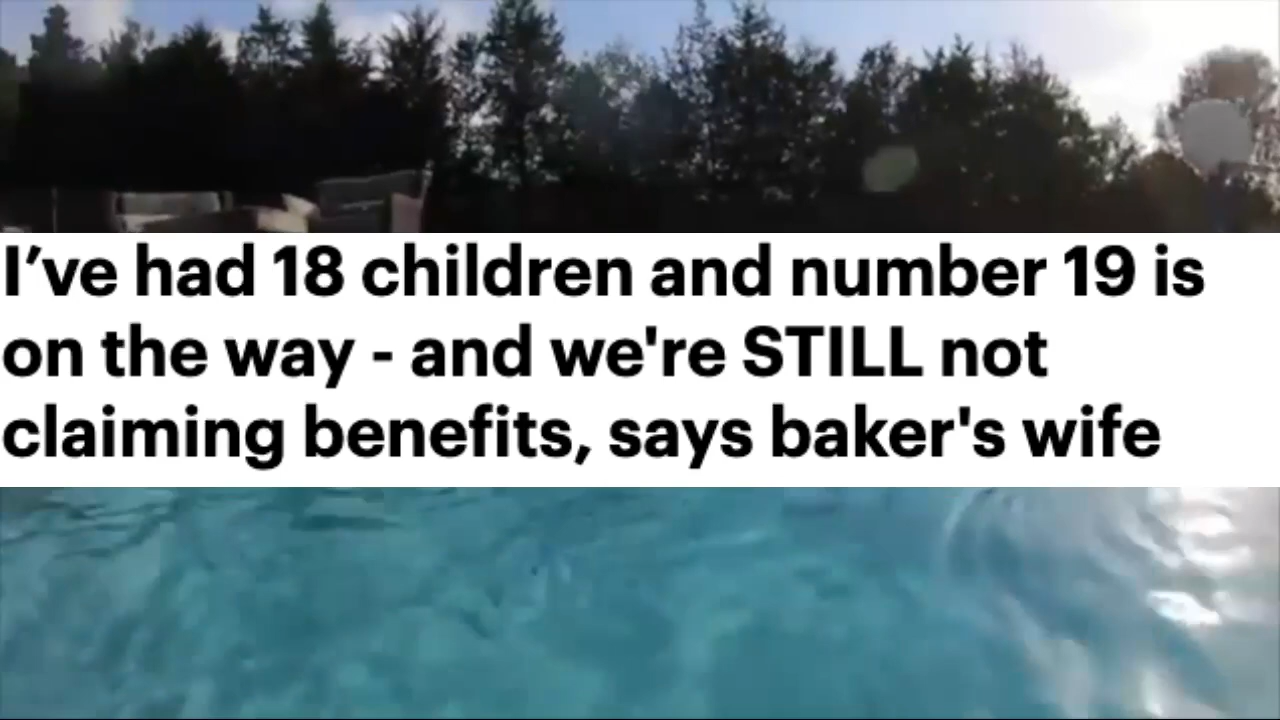 I’ve had 18 children and number 19 is
on the way - and we're STILL not
claiming benefits, says baker's wife